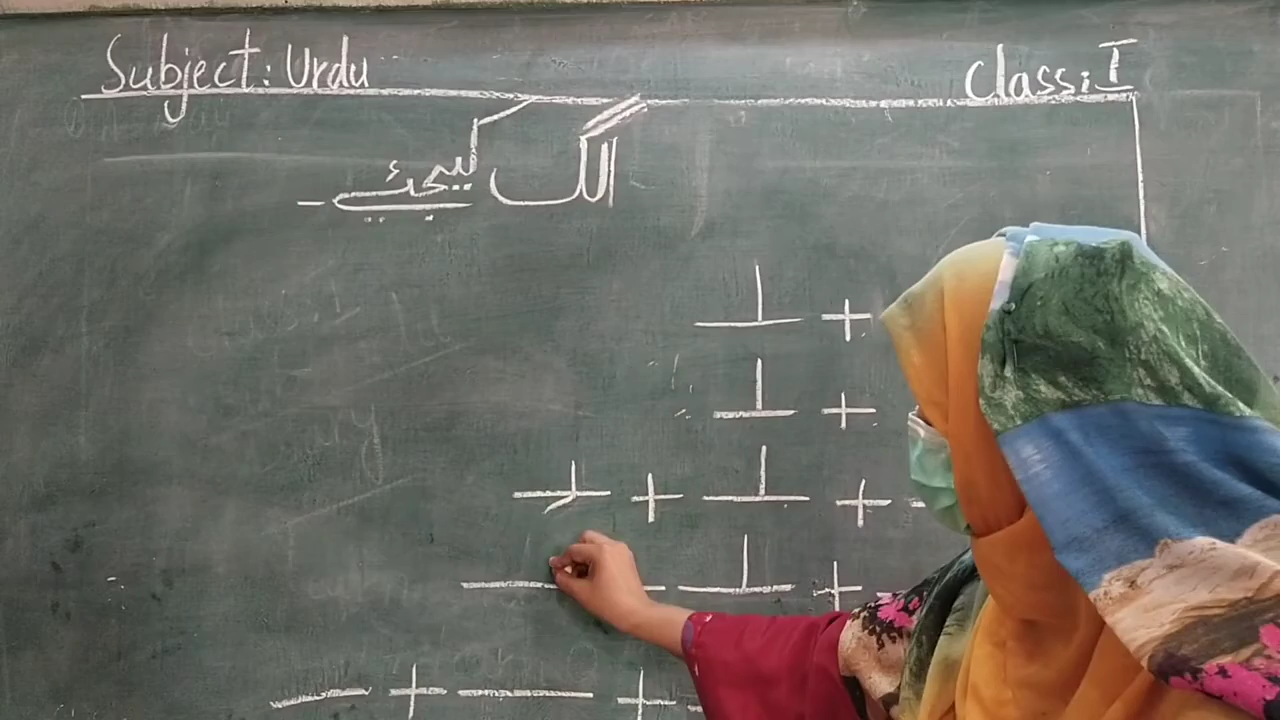 Subject: Urdu Class: I
الگ کیجئے-
ا +
ا +
+ ا + ر
+ ا +
+ +